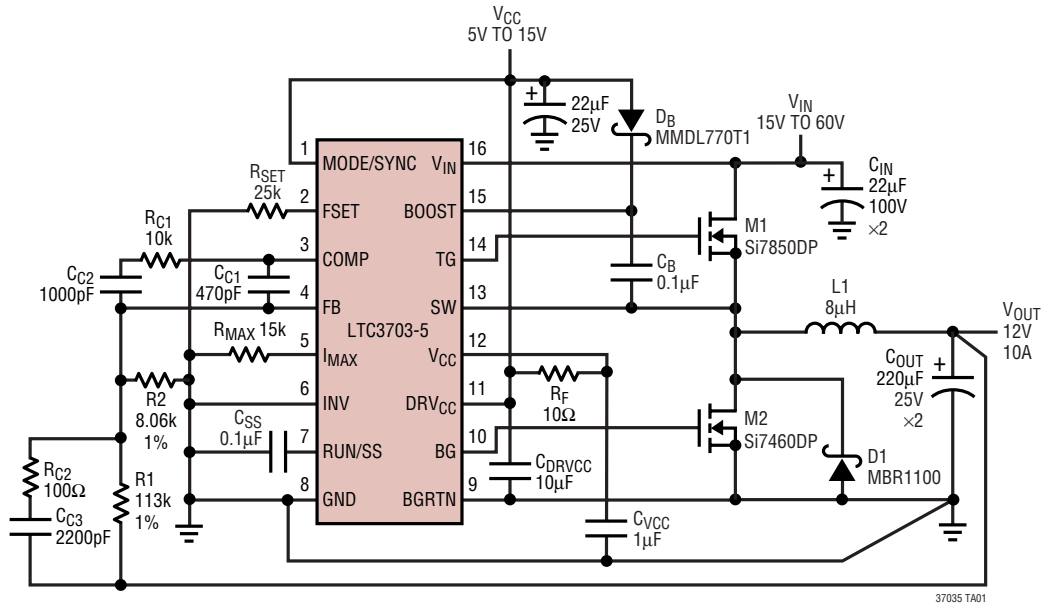 VCC
5V TO 15V
+
22µF
25V
DB
MMDL770T1
VIN
15V TO 60V
+
CIN
22µF
100V
×2
RSET
25k
RC1
10k
CC2
1000pF
CC1
470pF
RMAX 15k
R2
8.06k
1%
CSS
0.1µF
RC2
100Ω
CC3
2200pF
R1
113k
1%
1
MODE/SYNC
2
FSET
3
COMP
4
FB
5
IMAX
6
INV
7
RUN/SS
8
GND
LTC3703-5
16
VIN
15
BOOST
14
TG
13
SW
12
VCC
11
DRVCC
10
BG
9
BGRTN
CB
0.1µF
M1
Si7850DP
L1
8µH
VOUT
12V
10A
COUT
220µF
25V
×2
+
RF
10Ω
M2
Si7460DP
D1
MBR1100
CDRVCC
10µF
CVCC
1µF
37035 TA01